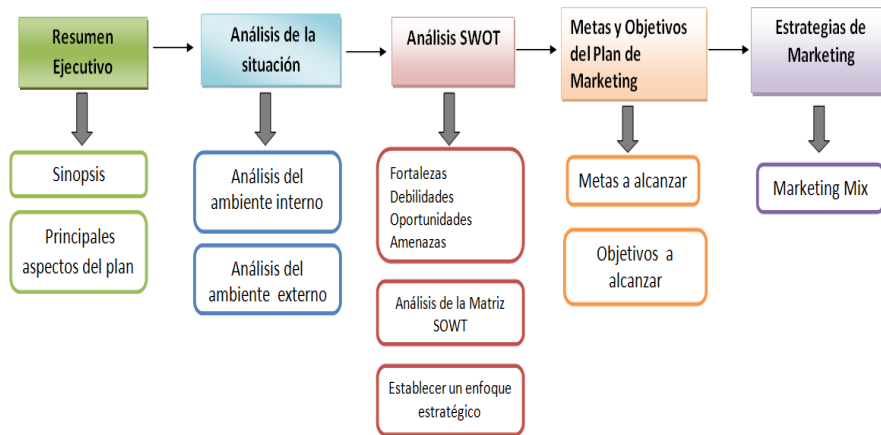 Resumen
Ejecutivo
Análisis de la
situación
Análisis SWOT
Metas y Objetivos
del Plan de
Marketing
Estrategias de
Marketing
Sinopsis
Principales
aspectos del plan
Análisis del
ambiente interno
Análisis del
ambiente externo
Fortalezas
Debilidades
Oportunidades
Amenazas
Análisis de la Matriz
SOWT
Establecer un enfoque
estratégico
Metas a alcanzar
Objetivos a
alcanzar
Marketing Mix